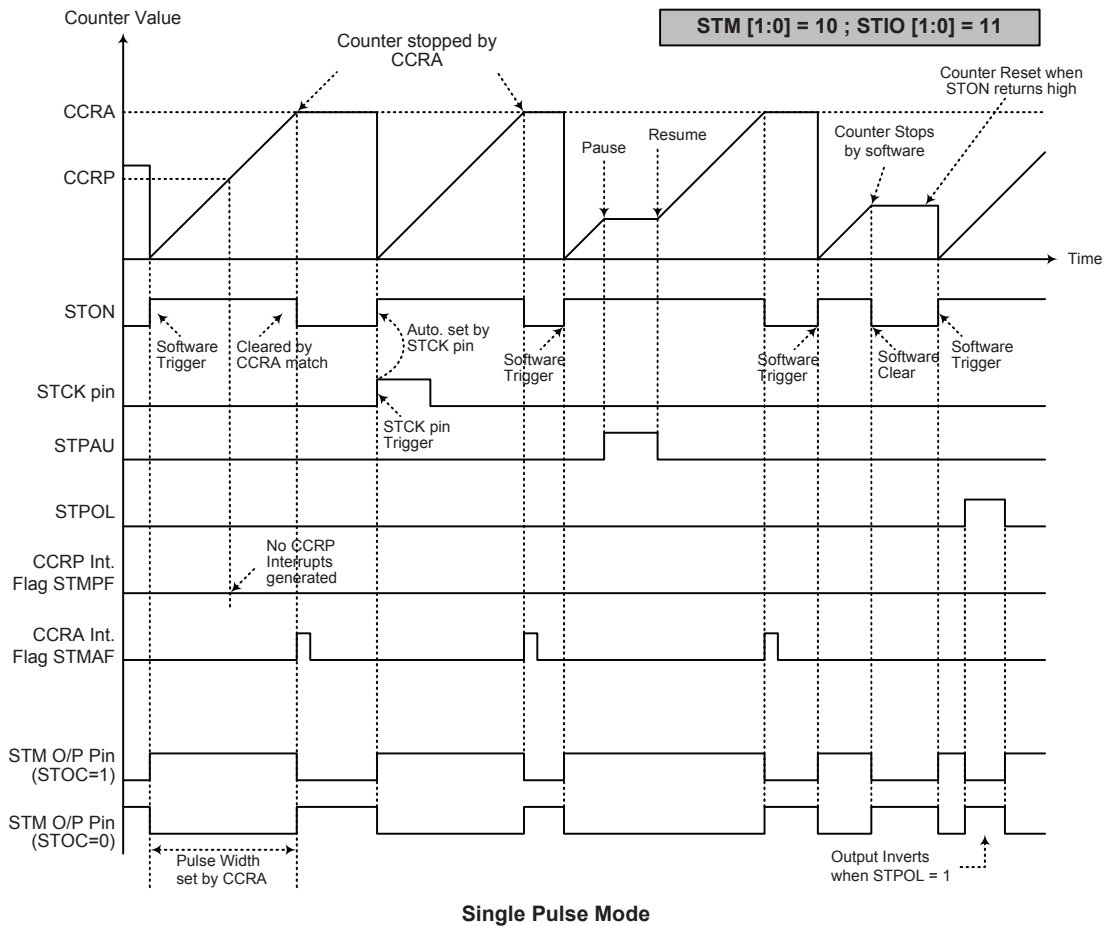 Counter Value
STM [1:0] = 10 ; STIO [1:0] = 11
Counter stopped by
CCRA
Counter Reset when
STON returns high
CCRA
Pause
Resume
Counter Stops
by software
CCRP
Time
STON
Software
Trigger
Cleared by
CCRA match
Auto. set by
STCK pin
Software
Trigger
Software
Trigger
Software
Clear
Software
Trigger
STCK pin
STCK pin
Trigger
STPAU
STPOL
No CCRP
Interrupts
generated
CCRP Int.
Flag STMPF
CCRA Int.
Flag STMAF
STM O/P Pin
(STOC=1)
STM O/P Pin
(STOC=0)
Pulse Width
set by CCRA
Output Inverts
when STPOL = 1
Single Pulse Mode